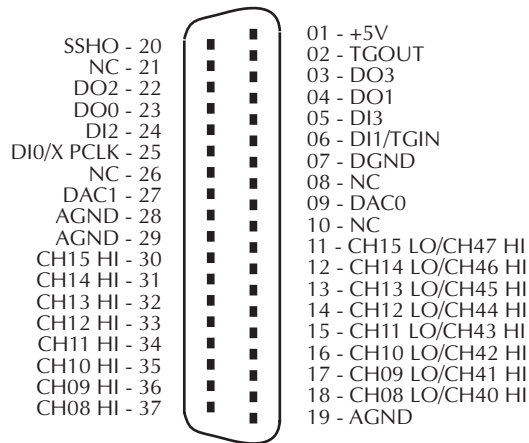 SSHO - 20
NC - 21
DO2 - 22
DO0 - 23
DI2 - 24
DI0/X PCLK - 25
NC - 26
DAC1 - 27
AGND - 28
AGND - 29
CH15 HI - 30
CH14 HI - 31
CH13 HI - 32
CH12 HI - 33
CH11 HI - 34
CH10 HI - 35
CH09 HI - 36
CH08 HI - 37
01 - +5V
02 - TGOUT
03 - DO3
04 - DO1
05 - DI3
06 - DI1/TGIN
07 - DGND
08 - NC
09 - DAC0
10 - NC
11 - CH15 LO/CH47 HI
12 - CH14 LO/CH46 HI
13 - CH13 LO/CH45 HI
14 - CH12 LO/CH44 HI
15 - CH11 LO/CH43 HI
16 - CH10 LO/CH42 HI
17 - CH09 LO/CH41 HI
18 - CH08 LO/CH40 HI
19 - AGND